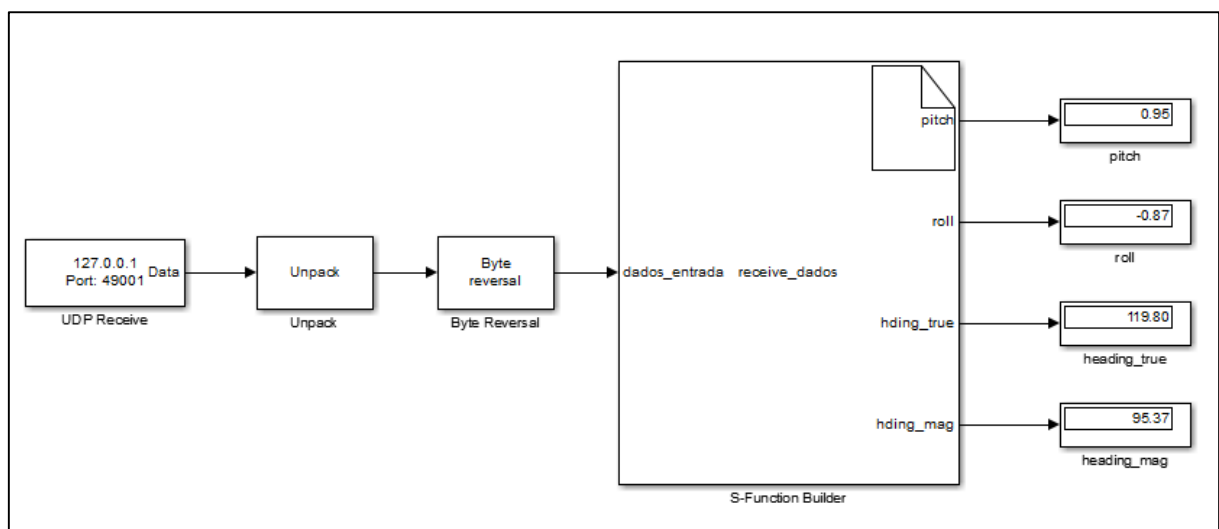 127.0.0.1
Port: 49001
Data
UDP Receive
Unpack
Unpack
Byte
reversal
Byte Reversal
dados_entrada
receive_dados
pitch
roll
hding_true
hding_mag
S-Function Builder
0.95
pitch
-0.87
roll
119.80
heading_true
95.37
heading_mag